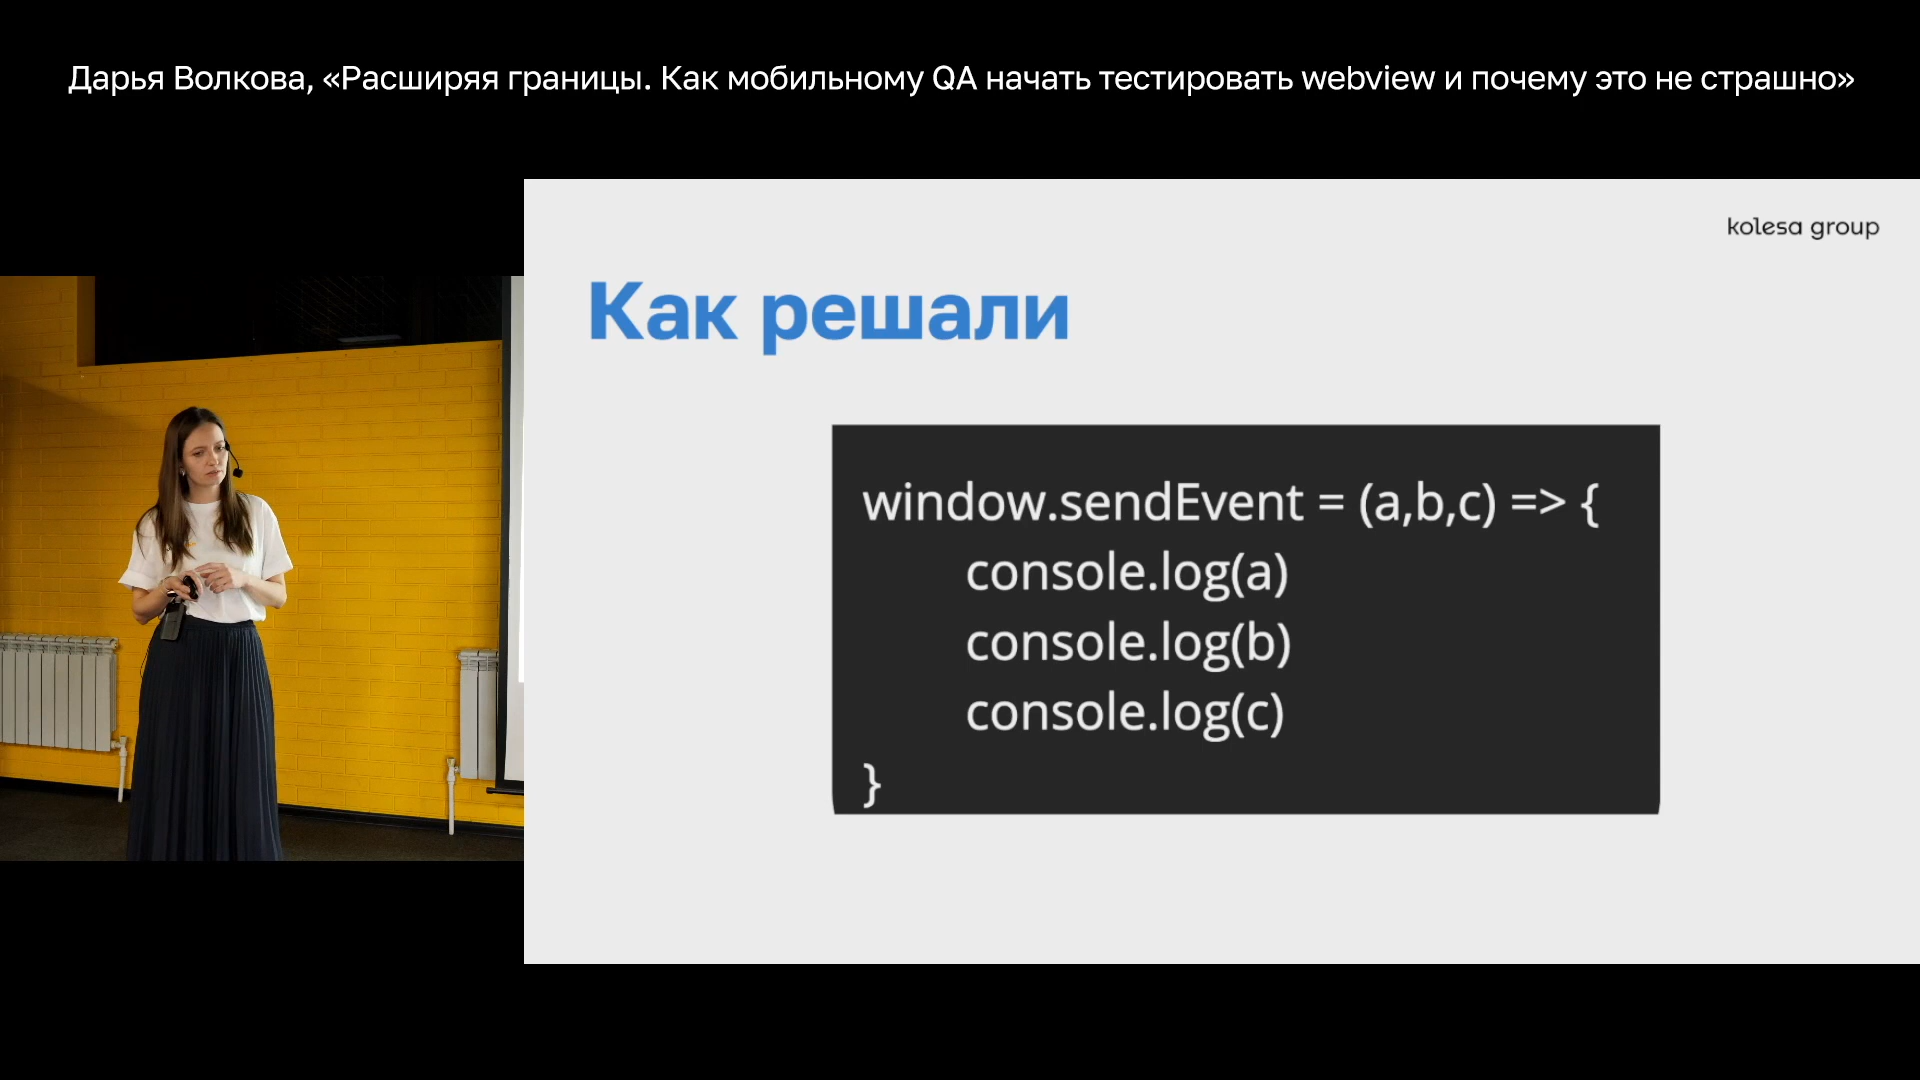 Дарья Волкова, «Расширяя границы. Как мобильному QA начать тестировать webview и почему это не страшно»
kolesa group
Как решали
window.sendEvent = (a,b,c) => {
console.log(a)
console.log(b)
console.log(c)
}